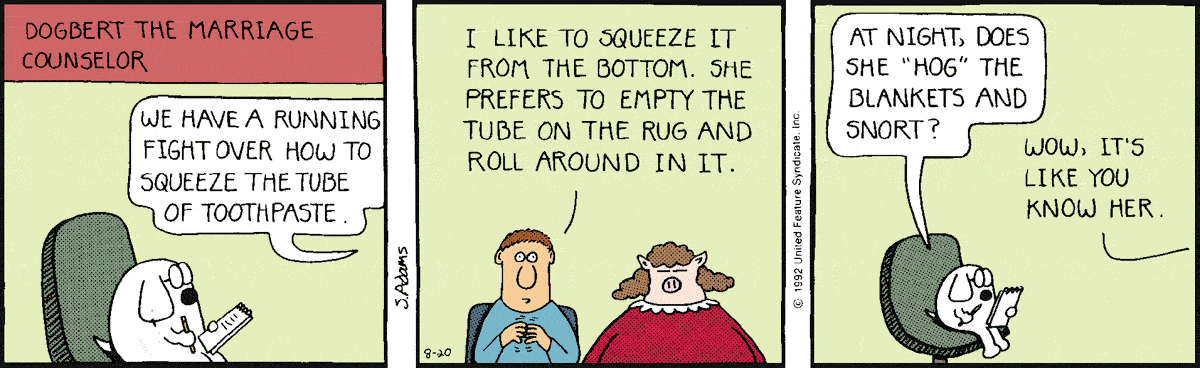 DOGBERT THE MARRIAGE
COUNSELOR
WE HAVE A RUNNING
FIGHT OVER HOW TO
SQUEEZE THE TUBE
OF TOOTHPASTE.
S.Adams
I LIKE TO SQUEEZE IT
FROM THE BOTTOM. SHE
PREFERS TO EMPTY THE
TUBE ON THE RUG AND
ROLL AROUND IN IT.
8-20
© 1992 United Feature Syndicate, Inc.
AT NIGHT, DOES
SHE "HOG" THE
BLANKETS AND
SNORT?
WOW, IT'S
LIKE YOU
KNOW HER.